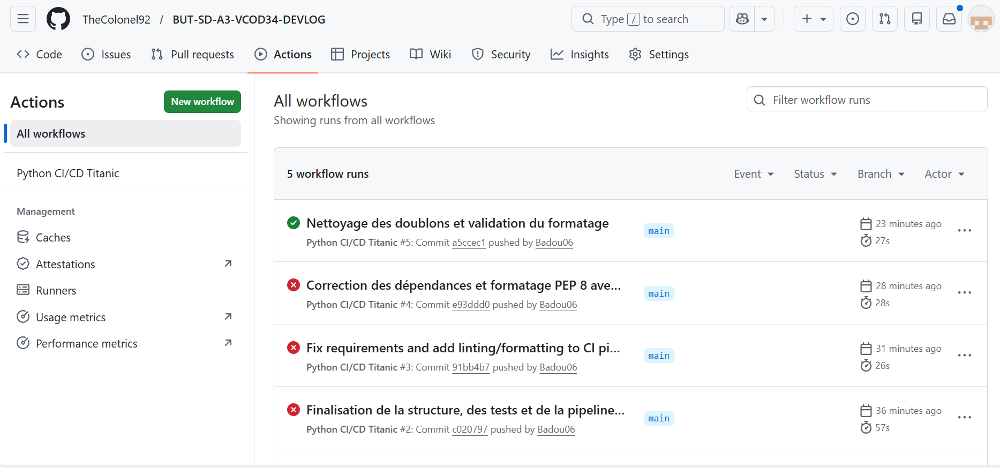 TheColonel92 / BUT-SD-A3-VCOD34-DEVLOG
Type / to search
Code
Issues
Pull requests
Actions
Projects
Wiki
Security
Insights
Settings
Actions
New workflow
All workflows
Python CI/CD Titanic
Management
Caches
Attestations
Runners
Usage metrics
Performance metrics
All workflows
Showing runs from all workflows
Filter workflow runs
5 workflow runs
Event
Status
Branch
Actor
Nettoyage des doublons et validation du formatage
Python CI/CD Titanic #5: Commit a5ccec1 pushed by Badou06
main
23 minutes ago
27s
Correction des dépendances et formatage PEP 8 ave...
Python CI/CD Titanic #4: Commit e93ddd0 pushed by Badou06
main
28 minutes ago
28s
Fix requirements and add linting/formatting to CI pi...
Python CI/CD Titanic #3: Commit 91bb4b7 pushed by Badou06
main
31 minutes ago
26s
Finalisation de la structure, des tests et de la pipeline...
Python CI/CD Titanic #2: Commit c020797 pushed by Badou06
main
36 minutes ago
57s